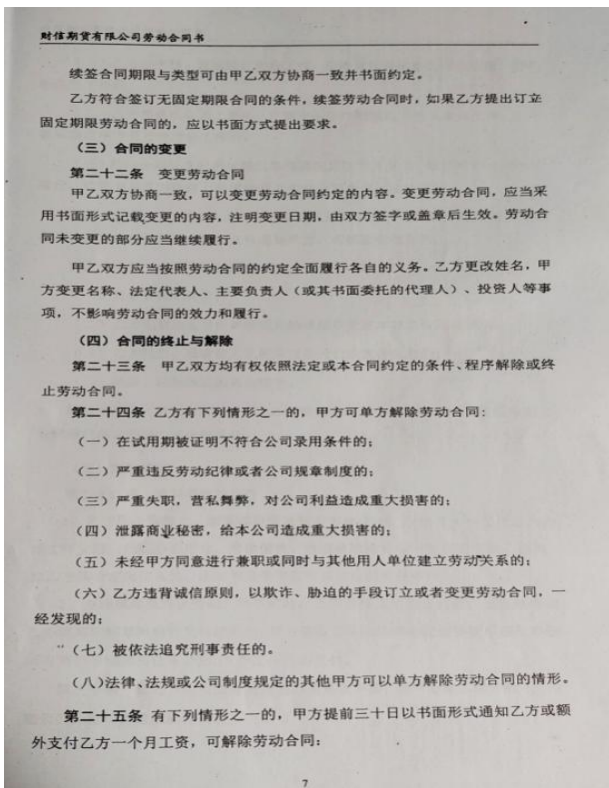 财信期货有限公司劳动合同书
续签合同期限与类型可由甲乙双方协商一致并书面约定。
乙方符合签订无固定期限合同的条件，续签劳动合同时，如果乙方提出订立
固定期限劳动合同的，应以书面方式提出要求。
（三）合同的变更
第二十二条 变更劳动合同
甲乙双方协商一致，可以变更劳动合同约定的内容。变更劳动合同，应当采
用书面形式记载变更的内容，注明变更日期，由双方签字或盖章后生效。劳动合
同未变更的部分应当继续履行。
甲乙双方应当按照劳动合同的约定全面履行各自的义务。乙方更改姓名，甲
方变更名称、法定代表人、主要负责人（或其书面委托的代理人）、投资人等事
项，不影响劳动合同的效力和履行。
（四）合同的终止与解除
第二十三条 甲乙双方均有权依照法定或本合同约定的条件、程序解除或终
止劳动合同。
第二十四条 乙方有下列情形之一的，甲方可单方解除劳动合同：
（一）在试用期被证明不符合公司录用条件的；
（二）严重违反劳动纪律或者公司规章制度的；
（三）严重失职，营私舞弊，对公司利益造成重大损害的；
（四）泄露商业秘密，给本公司造成重大损害的；
（五）未经甲方同意进行兼职或同时与其他用人单位建立劳动关系的；
（六）乙方违背诚信原则，以欺诈、胁迫的手段订立或者变更劳动合同，一
经发现的；
（七）被依法追究刑事责任的。
（八）法律、法规或公司制度规定的其他甲方可以单方解除劳动合同的情形。
第二十五条 有下列情形之一的，甲方提前三十日以书面形式通知乙方或额
外支付乙方一个月工资，可解除劳动合同：
7